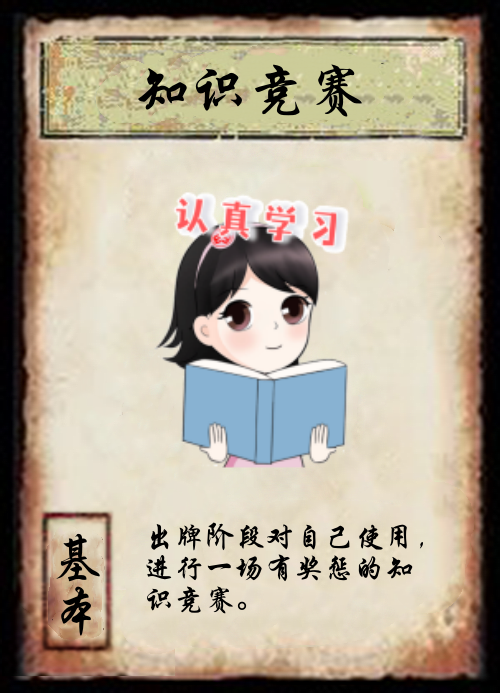 知识竞赛
认真学习
基本
出牌阶段对自己使用，
进行一场有奖惩的知
识竞赛。